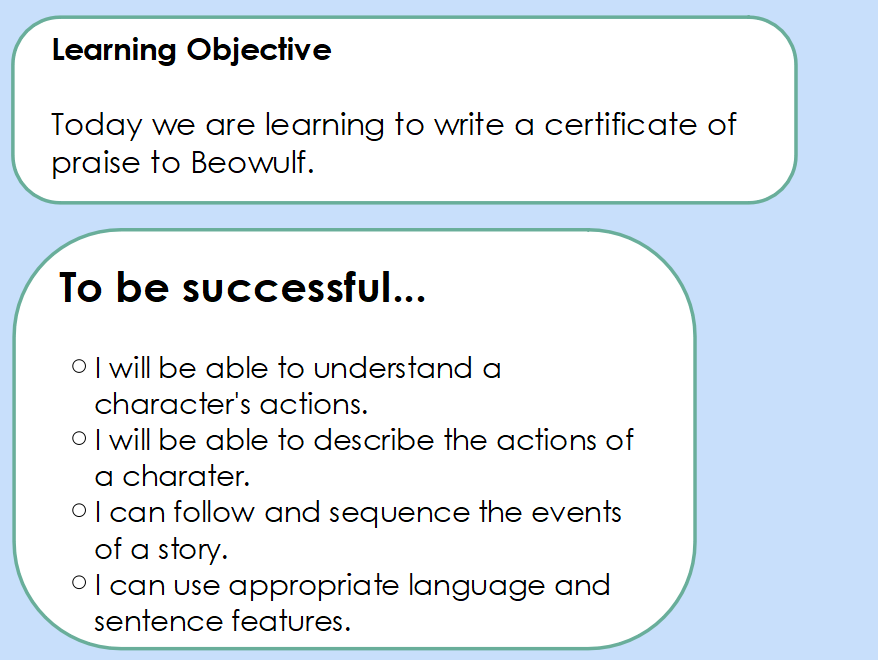 Learning Objective
Today we are learning to write a certificate of
praise to Beowulf.
To be successful...
○ I will be able to understand a
character's actions.
○ I will be able to describe the actions of
a charater.
○ I can follow and sequence the events
of a story.
○ I can use appropriate language and
sentence features.